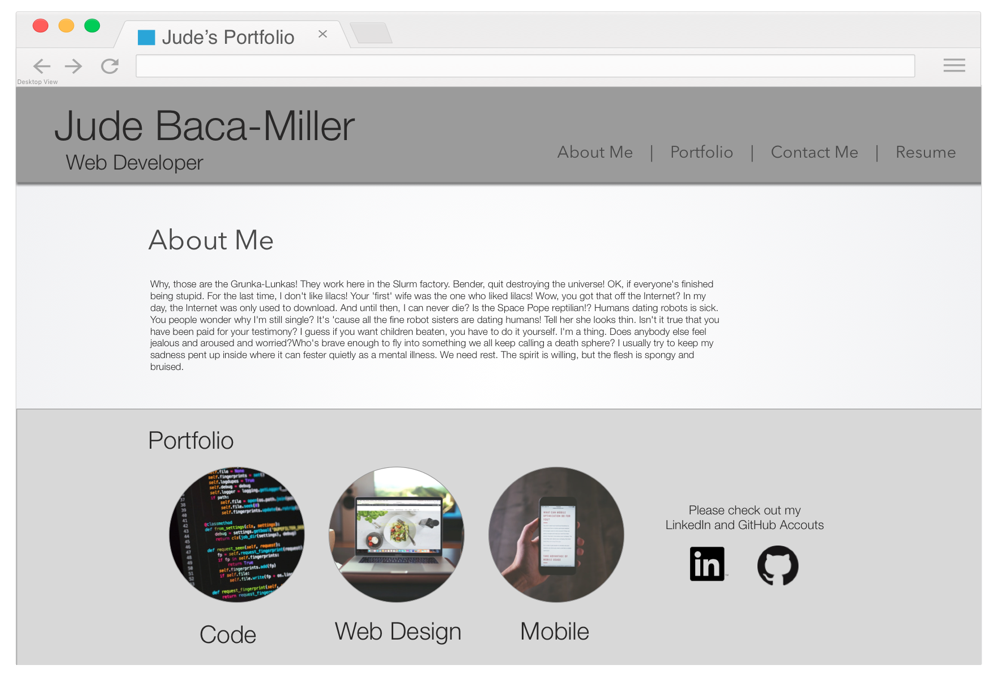 Jude's Portfolio
Desktop View
Jude Baca-Miller
Web Developer
About Me | Portfolio | Contact Me | Resume
About Me
Why, those are the Grunka-Lunkas! They work here in the Slurm factory. Bender, quit destroying the universe! OK, if everyone's finished
being stupid. For the last time, I don't like lilacs! Your 'first' wife was the one who liked lilacs! Wow, you got that off the Internet? In my
day, the Internet was only used to download. And until then, I can never die? Is the Space Pope reptilian!? Humans dating robots is sick.
You people wonder why I'm still single? It's 'cause all the fine robot sisters are dating humans! Tell her she looks thin. Isn't it true that you
have been paid for your testimony? I guess if you want children beaten, you have to do it yourself. I'm a thing. Does anybody else feel
jealous and aroused and worried?Who's brave enough to fly into something we all keep calling a death sphere? I usually try to keep my
sadness pent up inside where it can fester quietly as a mental illness. We need rest. The spirit is willing, but the flesh is spongy and
bruised.
Portfolio
Please check out my
LinkedIn and GitHub Accouts
in
Code
Web Design
Mobile